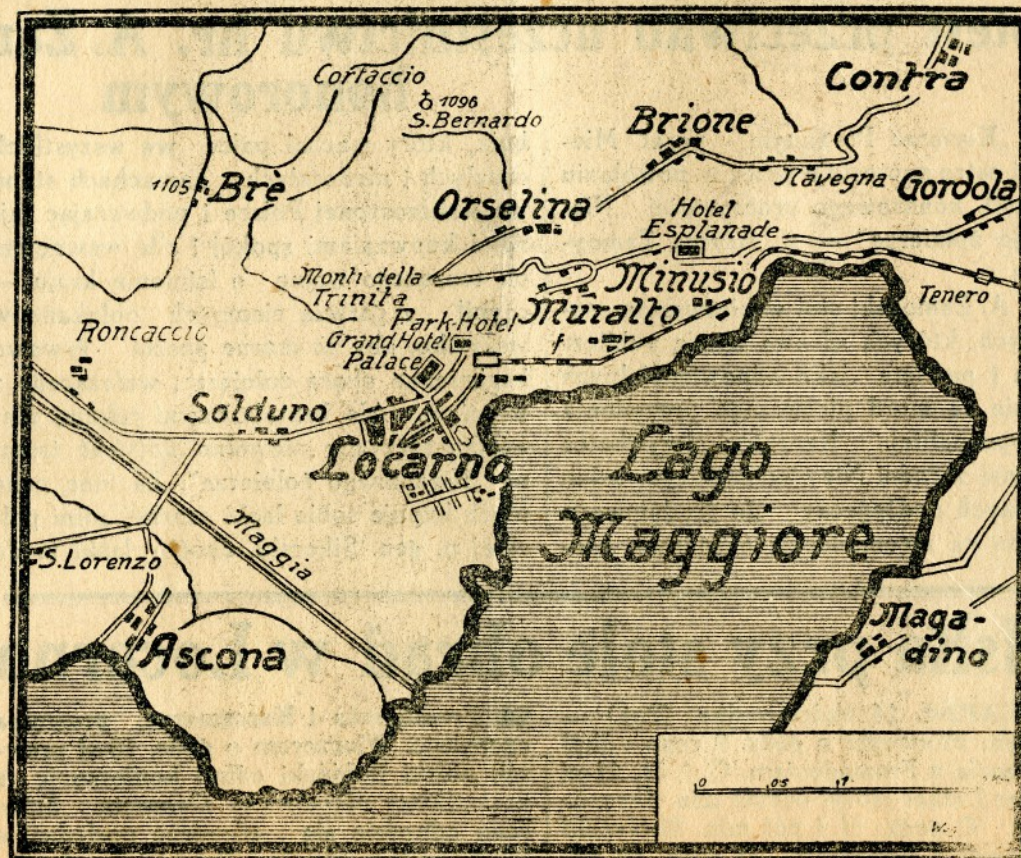 Contra
Cortaccio
1096
S. Bernardo
Brione
Navegna
Gordola
1105
Brè
Orselina
Hotel
Esplanade
Monti della
Trinita
Minusio
Muralto
Tenero
Roncaccio
Park-Hotel
Grand Hotel
Palace
Solduno
Locarno
Lago
Maggiore
Maggia
S. Lorenzo
Ascona
Maga-
dino
0 0.5 1